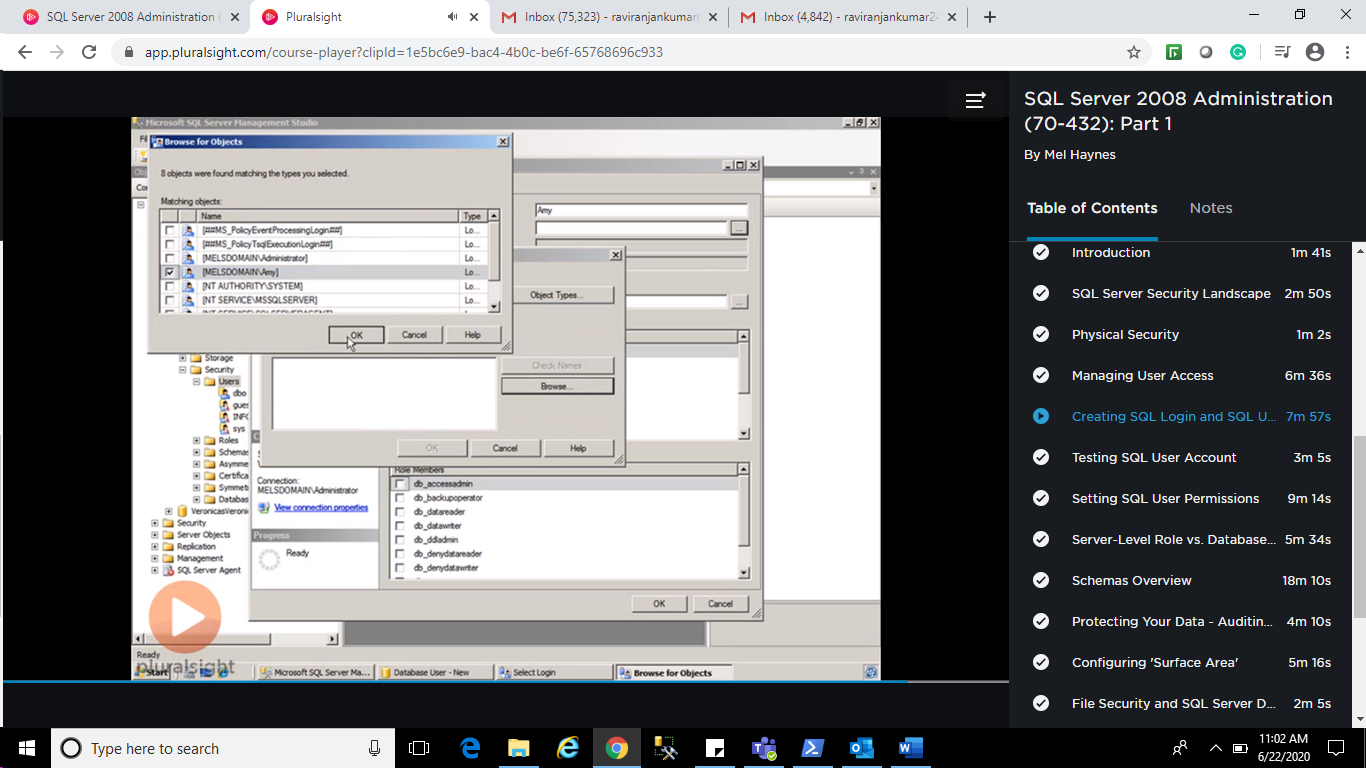 SQL Server 2008 Administration (
Pluralsight
Inbox (75,323) - raviranjankumar
Inbox (4,842) - raviranjankumar2
app.pluralsight.com/course-player?clipId=1e5bc6e9-bac4-4b0c-be6f-65768696c933
Microsoft SQL Server Management Studio
Browse for Objects
8 objects were found matching the types you selected.
Matching objects:
Name Type
[##MS_PolicyEventProcessingLogin##] Lo...
[##MS_PolicyTsqlExecutionLogin##] Lo...
[MELSDOMAIN\Administrator] Lo...
[MELSDOMAIN\Amy] Lo...
[NT AUTHORITY\SYSTEM] Lo...
[NT SERVICE\MSSQLSERVER] Lo...
OK Cancel Help
Amy
...
Object Types...
...
Check Names
Browse...
OK Cancel Help
Storage
Security
Users
dbo
gues
INFO
sys
Roles
Schemas
Asymme
Certifica
Symmetr
Databas
VeronicasVeroni
Security
Server Objects
Replication
Management
SQL Server Agent
Connection:
MELSDOMAIN\Administrator
View connection properties
Progress
Ready
Role Members
db_accessadmin
db_backupoperator
db_datareader
db_datawriter
db_ddladmin
db_denydatareader
db_denydatawriter
OK Cancel
Ready
pluralsight
Start
Microsoft SQL Server Ma...
Database User - New
Select Login
Browse for Objects
SQL Server 2008 Administration
(70-432): Part 1
By Mel Haynes
Table of Contents Notes
Introduction 1m 41s
SQL Server Security Landscape 2m 50s
Physical Security 1m 2s
Managing User Access 6m 36s
Creating SQL Login and SQL U... 7m 57s
Testing SQL User Account 3m 5s
Setting SQL User Permissions 9m 14s
Server-Level Role vs. Database... 5m 34s
Schemas Overview 18m 10s
Protecting Your Data - Auditin... 4m 10s
Configuring 'Surface Area' 5m 16s
File Security and SQL Server D... 2m 5s
Type here to search
11:02 AM
6/22/2020